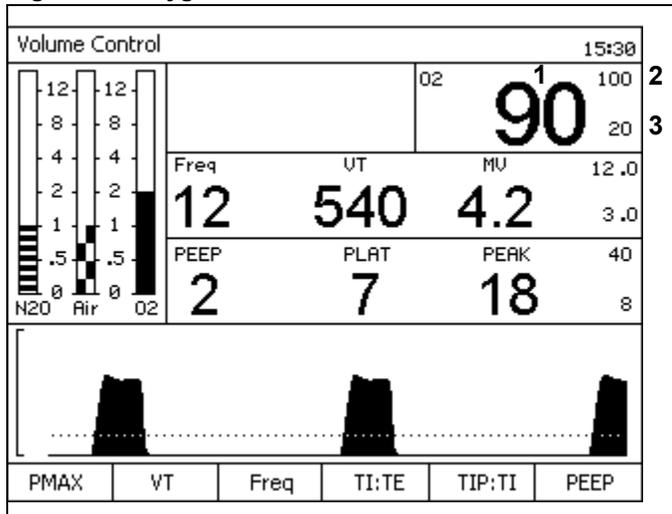 Volume Control 15:30
12 12
8 8
4 4
2 2
1 1
.5 .5
0 0
N2O Air O2
O2 90 100
20
1
2
3
Freq VT MV 12.0
12 540 4.2 3.0
PEEP PLAT PEAK 40
2 7 18 8
PMAX VT Freq TI:TE TIP:TI PEEP